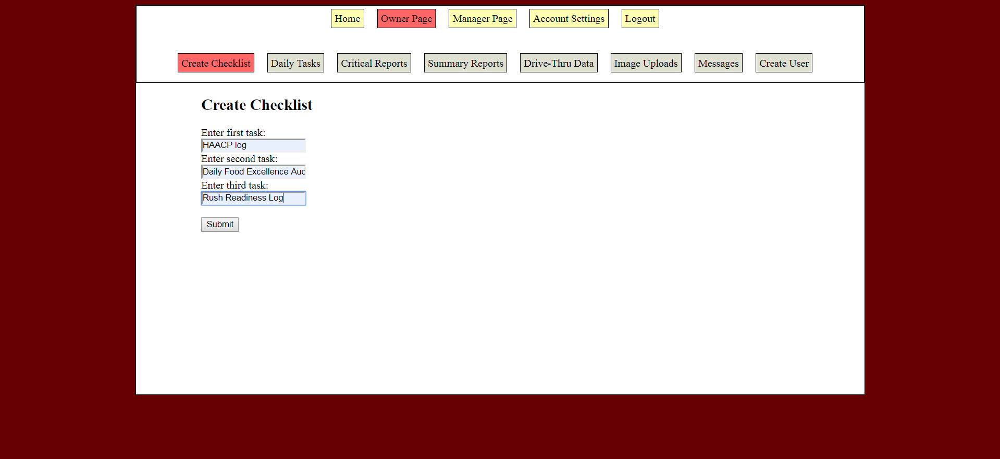 Home Owner Page Manager Page Account Settings Logout
Create Checklist Daily Tasks Critical Reports Summary Reports Drive-Thru Data Image Uploads Messages Create User
Create Checklist
Enter first task:
HAACP log
Enter second task:
Daily Food Excellence Auc
Enter third task:
Rush Readiness Log
Submit